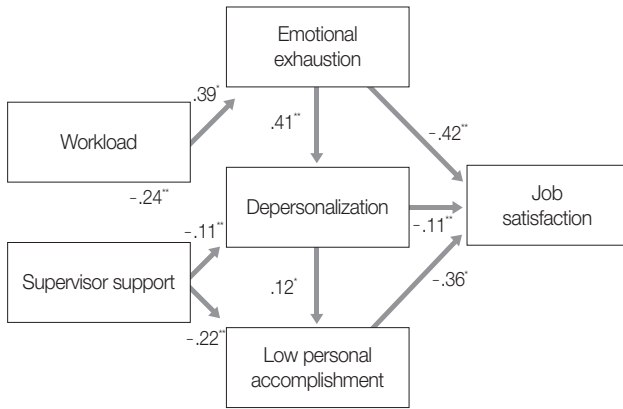 Emotional
exhaustion
.39*
Workload
.41**
-.42**
-.24**
Depersonalization
Job
satisfaction
-.11**
-.11**
Supervisor support
.12*
-.36*
-.22**
Low personal
accomplishment